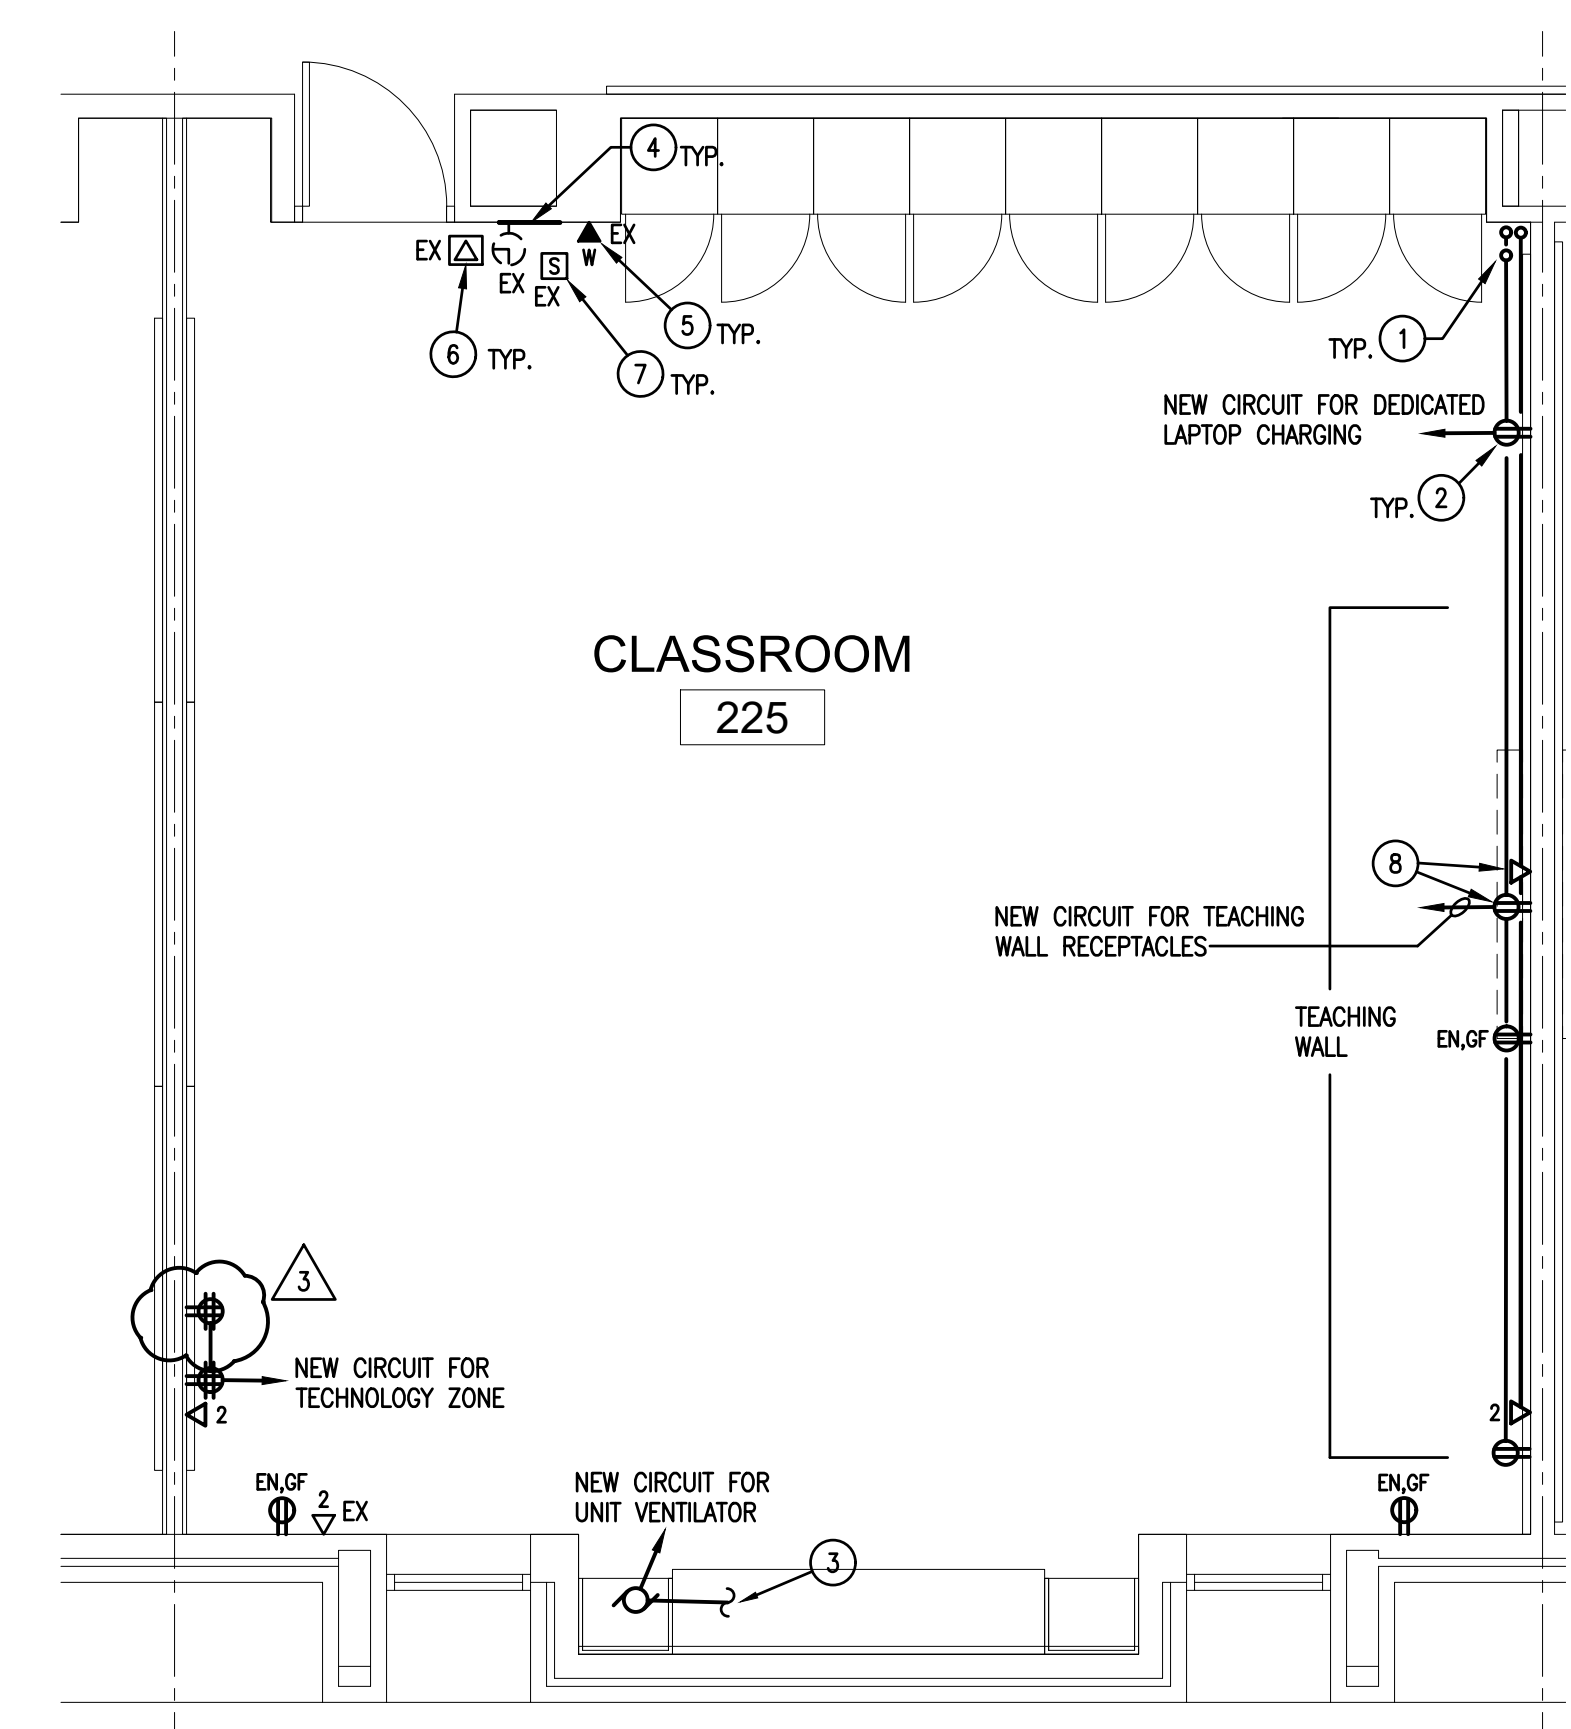 4 TYP.
EX
EX
W
EX
S
EX
5 TYP.
6 TYP.
7 TYP.
TYP. 1
NEW CIRCUIT FOR DEDICATED
LAPTOP CHARGING
TYP. 2
CLASSROOM
225
8
NEW CIRCUIT FOR TEACHING
WALL RECEPTACLES
TEACHING
WALL
EN,GF
3
NEW CIRCUIT FOR
TECHNOLOGY ZONE
2
2
EN,GF
2
EX
NEW CIRCUIT FOR
UNIT VENTILATOR
EN,GF
3